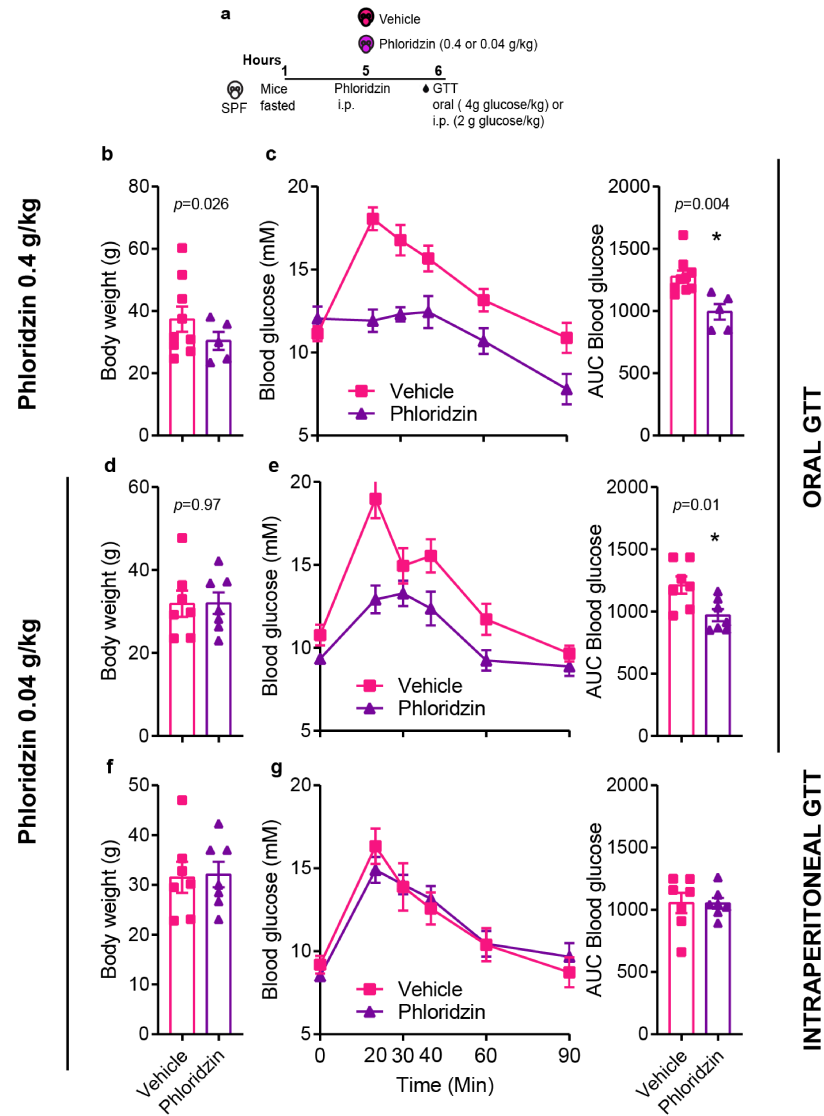 a
Vehicle
Phloridzin (0.4 or 0.04 g/kg)
Hours
1
5
6
SPF
Mice
fasted
Phloridzin
i.p.
GTT
oral ( 4g glucose/kg) or
i.p. (2 g glucose/kg)
Phloridzin 0.4 g/kg
b
Body weight (g)
80
60
40
20
0
p=0.026
c
Blood glucose (mM)
20
15
10
5
Vehicle
Phloridzin
AUC Blood glucose
2000
1500
1000
500
0
p=0.004
*
ORAL GTT
Phloridzin 0.04 g/kg
d
Body weight (g)
60
40
20
0
p=0.97
e
Blood glucose (mM)
20
15
10
5
Vehicle
Phloridzin
AUC Blood glucose
2000
1500
1000
500
0
p=0.01
*
f
Body weight (g)
50
40
30
20
10
0
Vehicle
Phloridzin
g
Blood glucose (mM)
20
15
10
5
Vehicle
Phloridzin
0 20 30 40 60 90
Time (Min)
AUC Blood glucose
2000
1500
1000
500
0
Vehicle
Phloridzin
INTRAPERITONEAL GTT